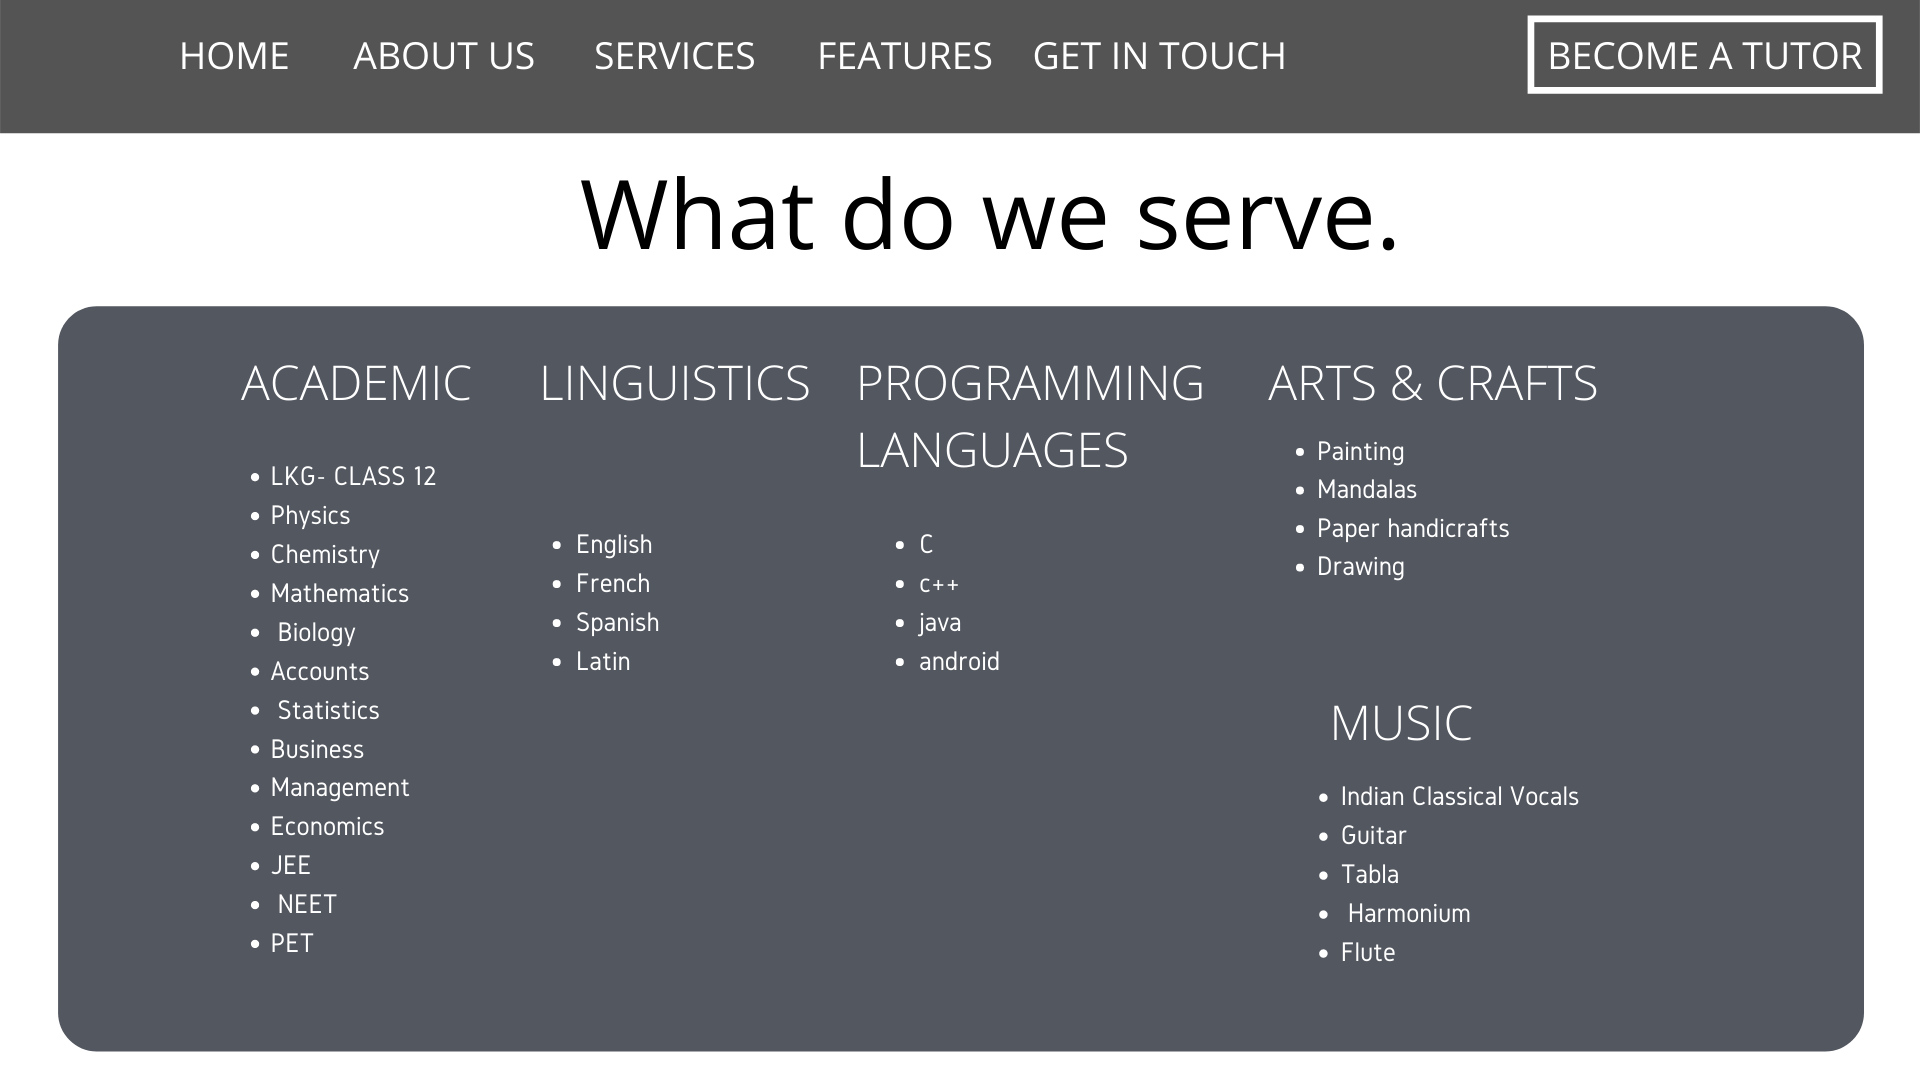 HOME
ABOUT US
SERVICES
FEATURES
GET IN TOUCH
BECOME A TUTOR
What do we serve.
ACADEMIC
LKG- CLASS 12
Physics
Chemistry
Mathematics
Biology
Accounts
Statistics
Business
Management
Economics
JEE
NEET
PET
LINGUISTICS
English
French
Spanish
Latin
PROGRAMMING
LANGUAGES
C
c++
java
android
ARTS & CRAFTS
Painting
Mandalas
Paper handicrafts
Drawing
MUSIC
Indian Classical Vocals
Guitar
Tabla
Harmonium
Flute